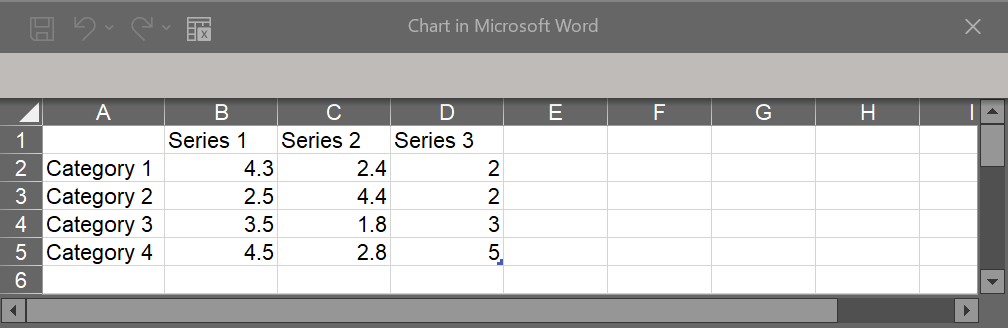 Chart in Microsoft Word
A B C D E F G H I
1 Series 1 Series 2 Series 3
2 Category 1 4.3 2.4 2
3 Category 2 2.5 4.4 2
4 Category 3 3.5 1.8 3
5 Category 4 4.5 2.8 5
6